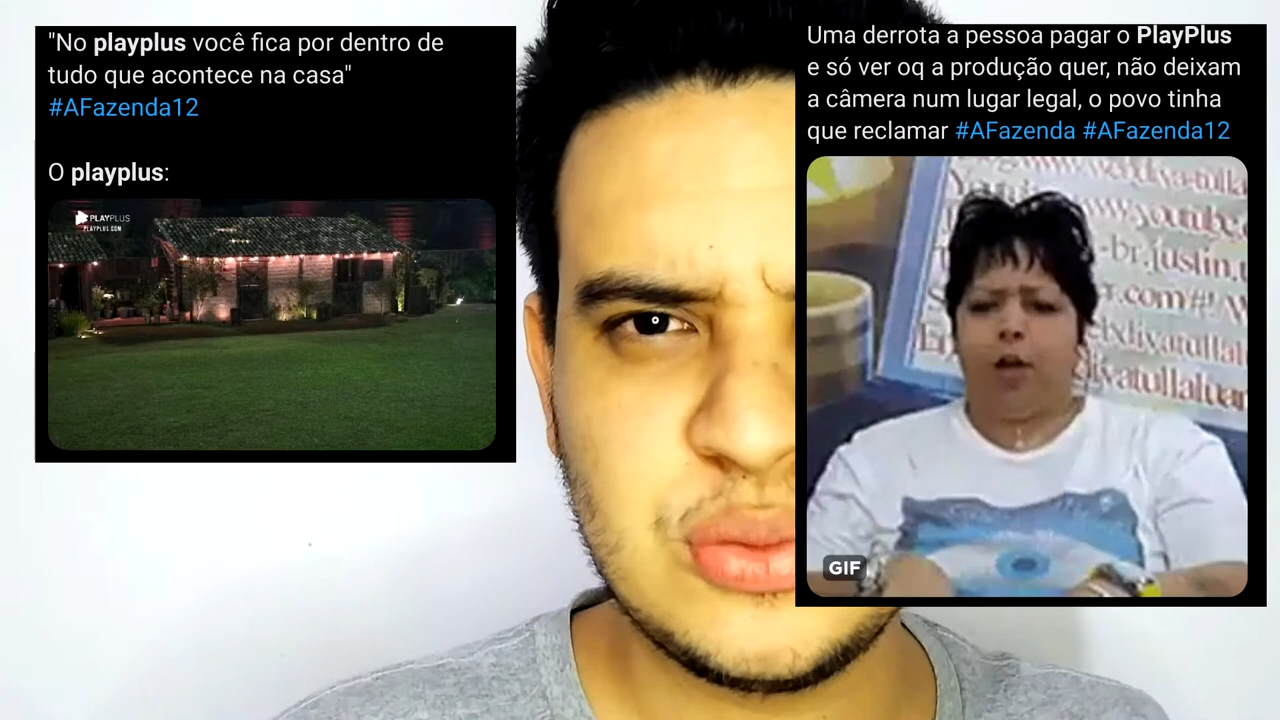 "No playplus você fica por dentro de
tudo que acontece na casa"
#AFazenda12
O playplus:
PLAYPLUS
PLAYPLUS.COM
Uma derrota a pessoa pagar o PlayPlus
e só ver oq a produção quer, não deixam
a câmera num lugar legal, o povo tinha
que reclamar #AFazenda #AFazenda12
GIF